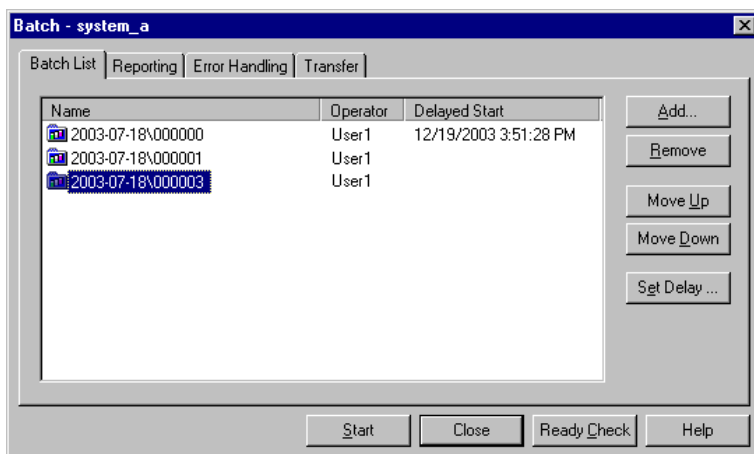 Batch - system_a
Batch List Reporting Error Handling Transfer
Name Operator Delayed Start
2003-07-18\000000 User1 12/19/2003 3:51:28 PM
2003-07-18\000001 User1
2003-07-18\000003 User1
Add...
Remove
Move Up
Move Down
Set Delay ...
Start Close Ready Check Help